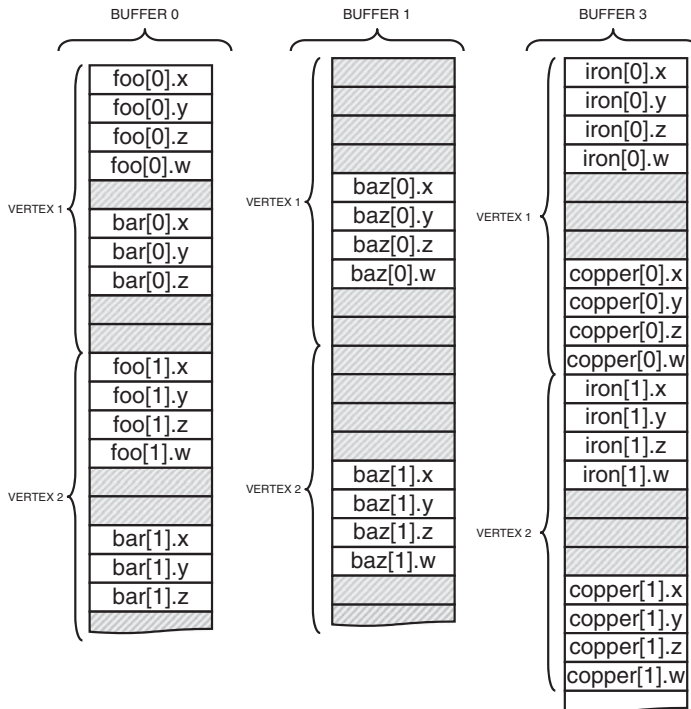 BUFFER 0
foo[0].x
foo[0].y
foo[0].z
foo[0].w
VERTEX 1
bar[0].x
bar[0].y
bar[0].z
foo[1].x
foo[1].y
foo[1].z
foo[1].w
VERTEX 2
bar[1].x
bar[1].y
bar[1].z
BUFFER 1
VERTEX 1
baz[0].x
baz[0].y
baz[0].z
baz[0].w
VERTEX 2
baz[1].x
baz[1].y
baz[1].z
baz[1].w
BUFFER 3
iron[0].x
iron[0].y
iron[0].z
iron[0].w
VERTEX 1
copper[0].x
copper[0].y
copper[0].z
copper[0].w
iron[1].x
iron[1].y
iron[1].z
iron[1].w
VERTEX 2
copper[1].x
copper[1].y
copper[1].z
copper[1].w